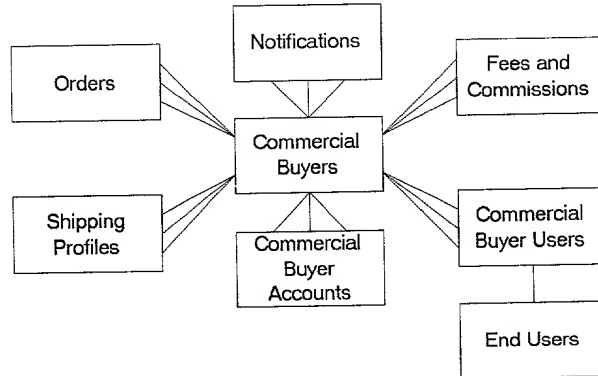 Notifications
Orders
Fees and
Commissions
Commercial
Buyers
Shipping
Profiles
Commercial
Buyer
Accounts
Commercial
Buyer Users
End Users